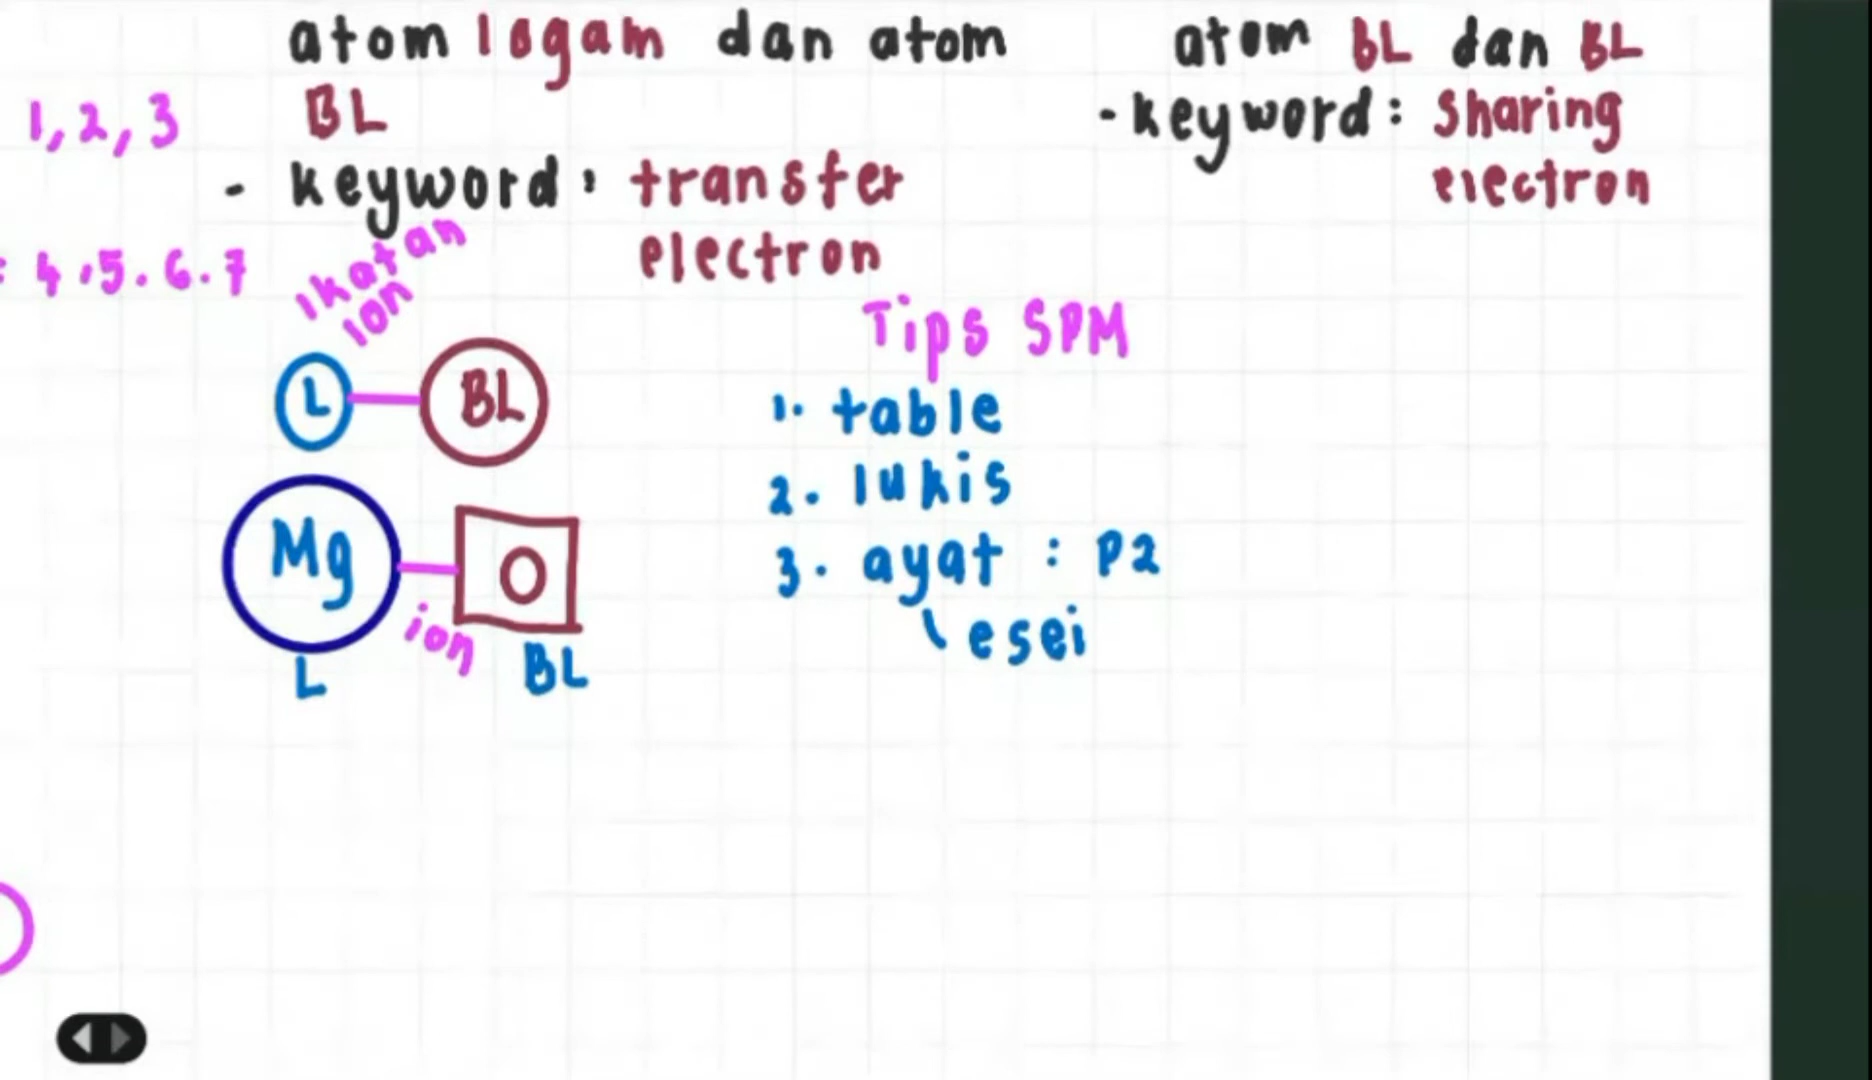 atom logam dan atom
BL
- keyword : transfer
electron
atom BL dan BL
- keyword : sharing
electron
1, 2, 3
: 4.5.6.7
ikatan
ion
L BL
Mg O
ion
L BL
Tips SPM
1. table
2. lukis
3. ayat : P2
esei